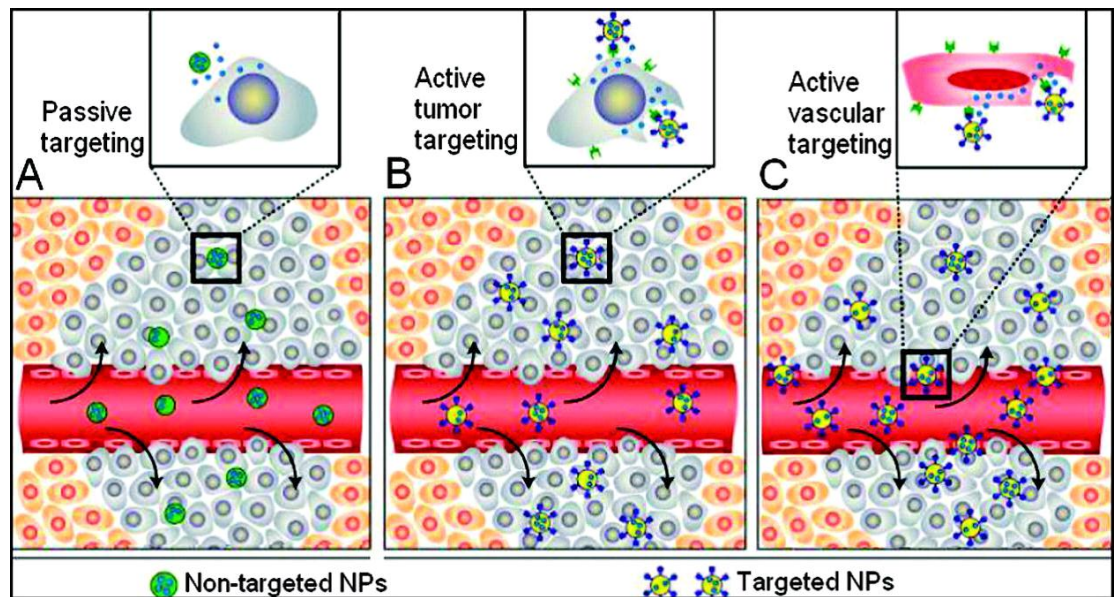 Passive
targeting
A
Active
tumor
targeting
B
Active
vascular
targeting
C
Non-targeted NPs
Targeted NPs